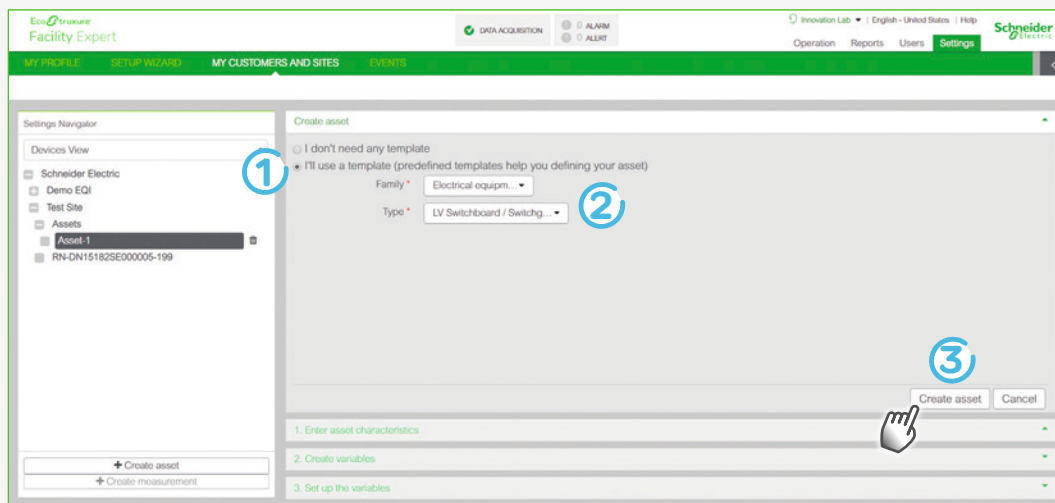 EcoStruxure
Facility Expert
DATA ACQUISITION
0 ALARM
0 ALERT
Innovation Lab | English - United States | Help
Operation Reports Users Settings
Schneider
Electric
MY PROFILE SETUP WIZARD MY CUSTOMERS AND SITES EVENTS
Settings Navigator
Devices View
Schneider Electric
Demo EQI
Test Site
Assets
Asset-1
RN-DN15182SE000005-199
+ Create asset
+ Create measurement
Create asset
I don't need any template
1
I'll use a template (predefined templates help you defining your asset)
Family * Electrical equipm...
Type * LV Switchboard / Switchg...
2
3
Create asset Cancel
1. Enter asset characteristics
2. Create variables
3. Set up the variables